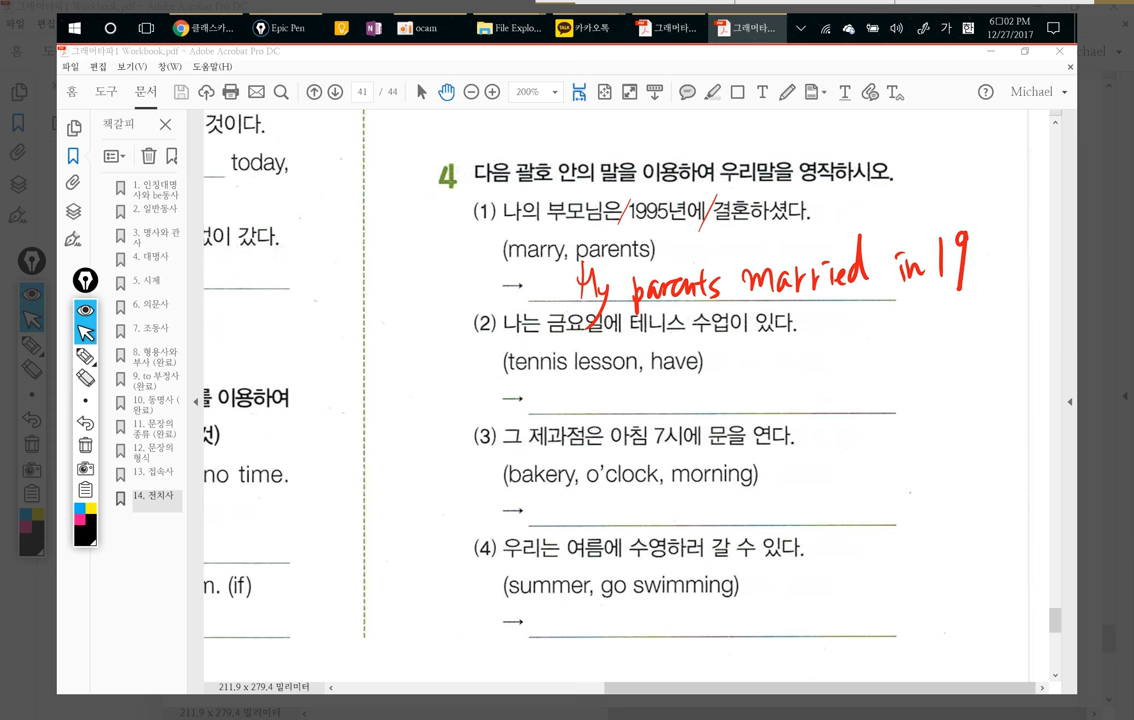 파일
홈
클래스카...
Epic Pen
ocam
File Explo...
카카오톡
그래머타...
그래머타...
가
한
6:02 PM
12/27/2017
그래머타파1 Workbook.pdf - Adobe Acrobat Pro DC
파일 편집 보기(V) 창(W) 도움말(H)
홈 도구 문서
41 / 44
200%
Michael
책갈피
1. 인칭대명사와 be동사
2. 일반동사
3. 명사와 관사
4. 대명사
5. 시제
6. 의문사
7. 조동사
8. 형용사와 부사 (완료)
9. to 부정사 (완료)
10. 동명사 (완료)
11. 문장의 종류 (완료)
12. 문장의 형식
13. 접속사
14. 전치사
것이다.
today,
없이 갔다.
를 이용하여
것)
no time.
m. (if)
4 다음 괄호 안의 말을 이용하여 우리말을 영작하시오.
(1) 나의 부모님은/1995년에/결혼하셨다.
(marry, parents)
→ My parents married in 19
(2) 나는 금요일에 테니스 수업이 있다.
(tennis lesson, have)
→
(3) 그 제과점은 아침 7시에 문을 연다.
(bakery, o'clock, morning)
→
(4) 우리는 여름에 수영하러 갈 수 있다.
(summer, go swimming)
→
211.9 x 279.4 밀리미터
211.9 x 279.4 밀리미터